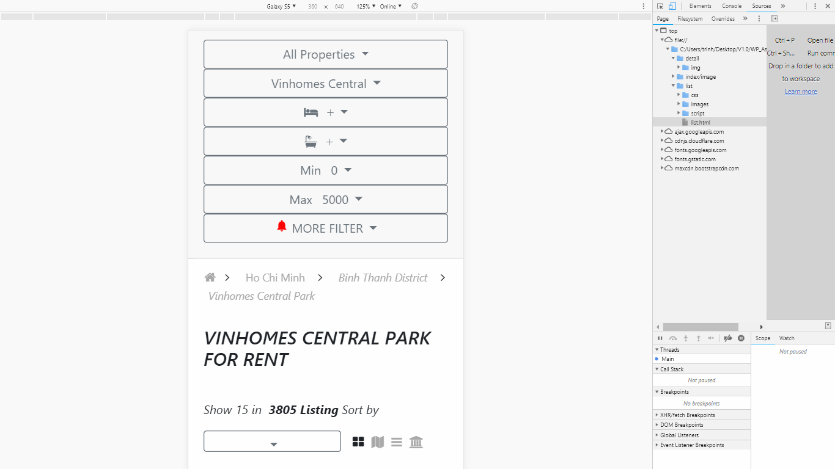 Galaxy S5 360 × 640 125% Online
Elements Console Sources »
Page Filesystem Overrides »
All Properties
Vinhomes Central
+
+
Min 0
Max 5000
MORE FILTER
Ho Chi Minh > Binh Thanh District >
Vinhomes Central Park
VINHOMES CENTRAL PARK
FOR RENT
Show 15 in 3805 Listing Sort by
top
file://
C:/Users/trinh/Desktop/V1.0/WP_As
detail
img
index/image
list
css
images
script
list.html
ajax.googleapis.com
cdnjs.cloudflare.com
fonts.googleapis.com
fonts.gstatic.com
maxcdn.bootstrapcdn.com
Ctrl + P Open file
Ctrl + Sh... Run comm
Drop in a folder to add
to workspace
Learn more
Scope Watch
Threads
Main
Call Stack
Not paused
Breakpoints
No breakpoints
XHR/fetch Breakpoints
DOM Breakpoints
Global Listeners
Event Listener Breakpoints
Not paused